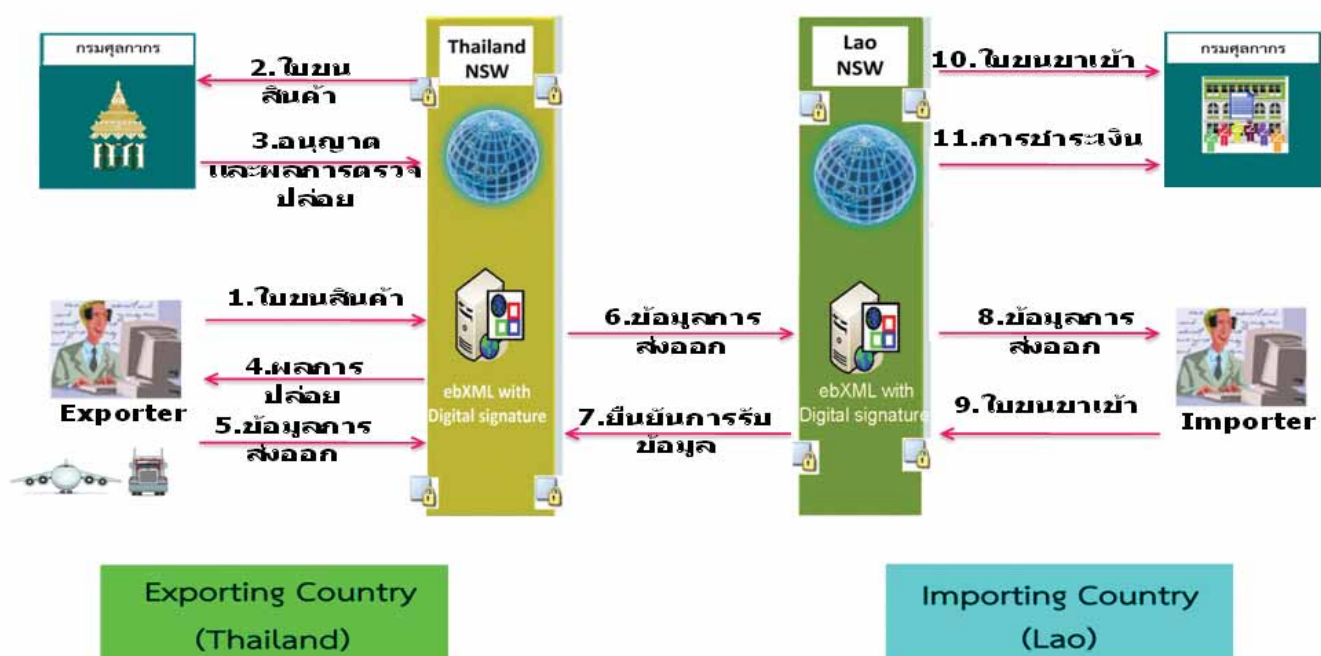 กรมศุลกากร
2.ใบขน
สินค้า
3.อนุญาต
และผลการตรวจ
ปล่อย
1.ใบขนสินค้า
4.ผลการ
ปล่อย
Exporter
5.ข้อมูลการ
ส่งออก
Thailand
NSW
ebXML with
Digital signature
6.ข้อมูลการ
ส่งออก
7.ยืนยันการรับ
ข้อมูล
Lao
NSW
ebXML with
Digital signature
10.ใบขนขาเข้า
11.การชำระเงิน
กรมศุลกากร
8.ข้อมูลการ
ส่งออก
9.ใบขนขาเข้า
Importer
Exporting Country
(Thailand)
Importing Country
(Lao)